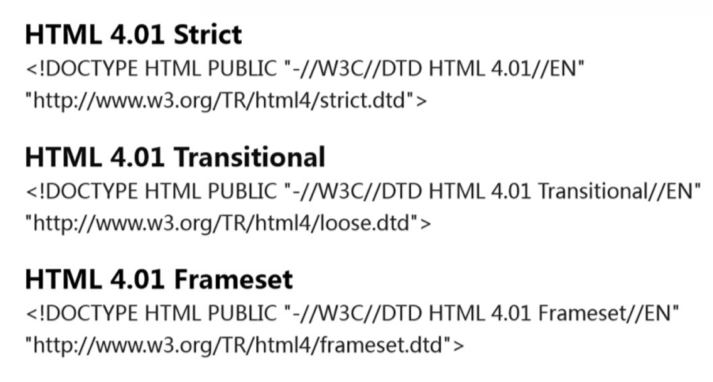 HTML 4.01 Strict
<!DOCTYPE HTML PUBLIC "-//W3C//DTD HTML 4.01//EN"
"http://www.w3.org/TR/html4/strict.dtd">
HTML 4.01 Transitional
<!DOCTYPE HTML PUBLIC "-//W3C//DTD HTML 4.01 Transitional//EN"
"http://www.w3.org/TR/html4/loose.dtd">
HTML 4.01 Frameset
<!DOCTYPE HTML PUBLIC "-//W3C//DTD HTML 4.01 Frameset//EN"
"http://www.w3.org/TR/html4/frameset.dtd">